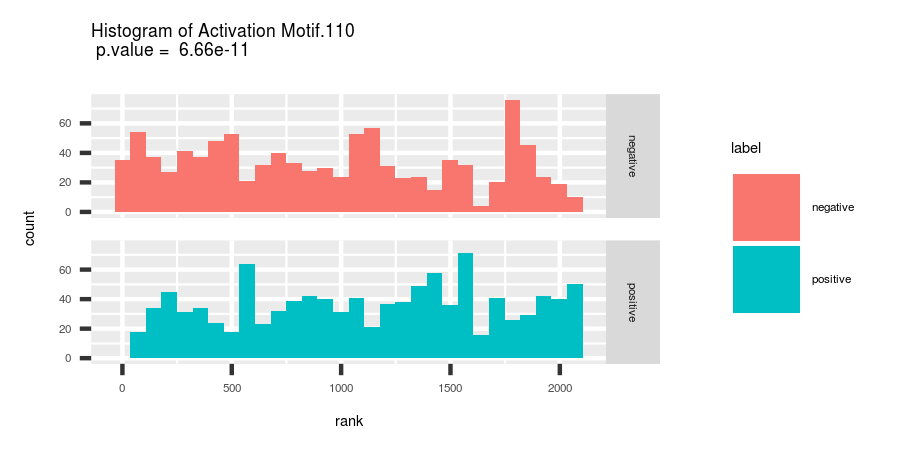 Histogram of Activation Motif.110
p.value =  6.66e-11
60
40
20
0
negative
60
40
20
0
positive
0 500 1000 1500 2000
rank
count
label
negative
positive